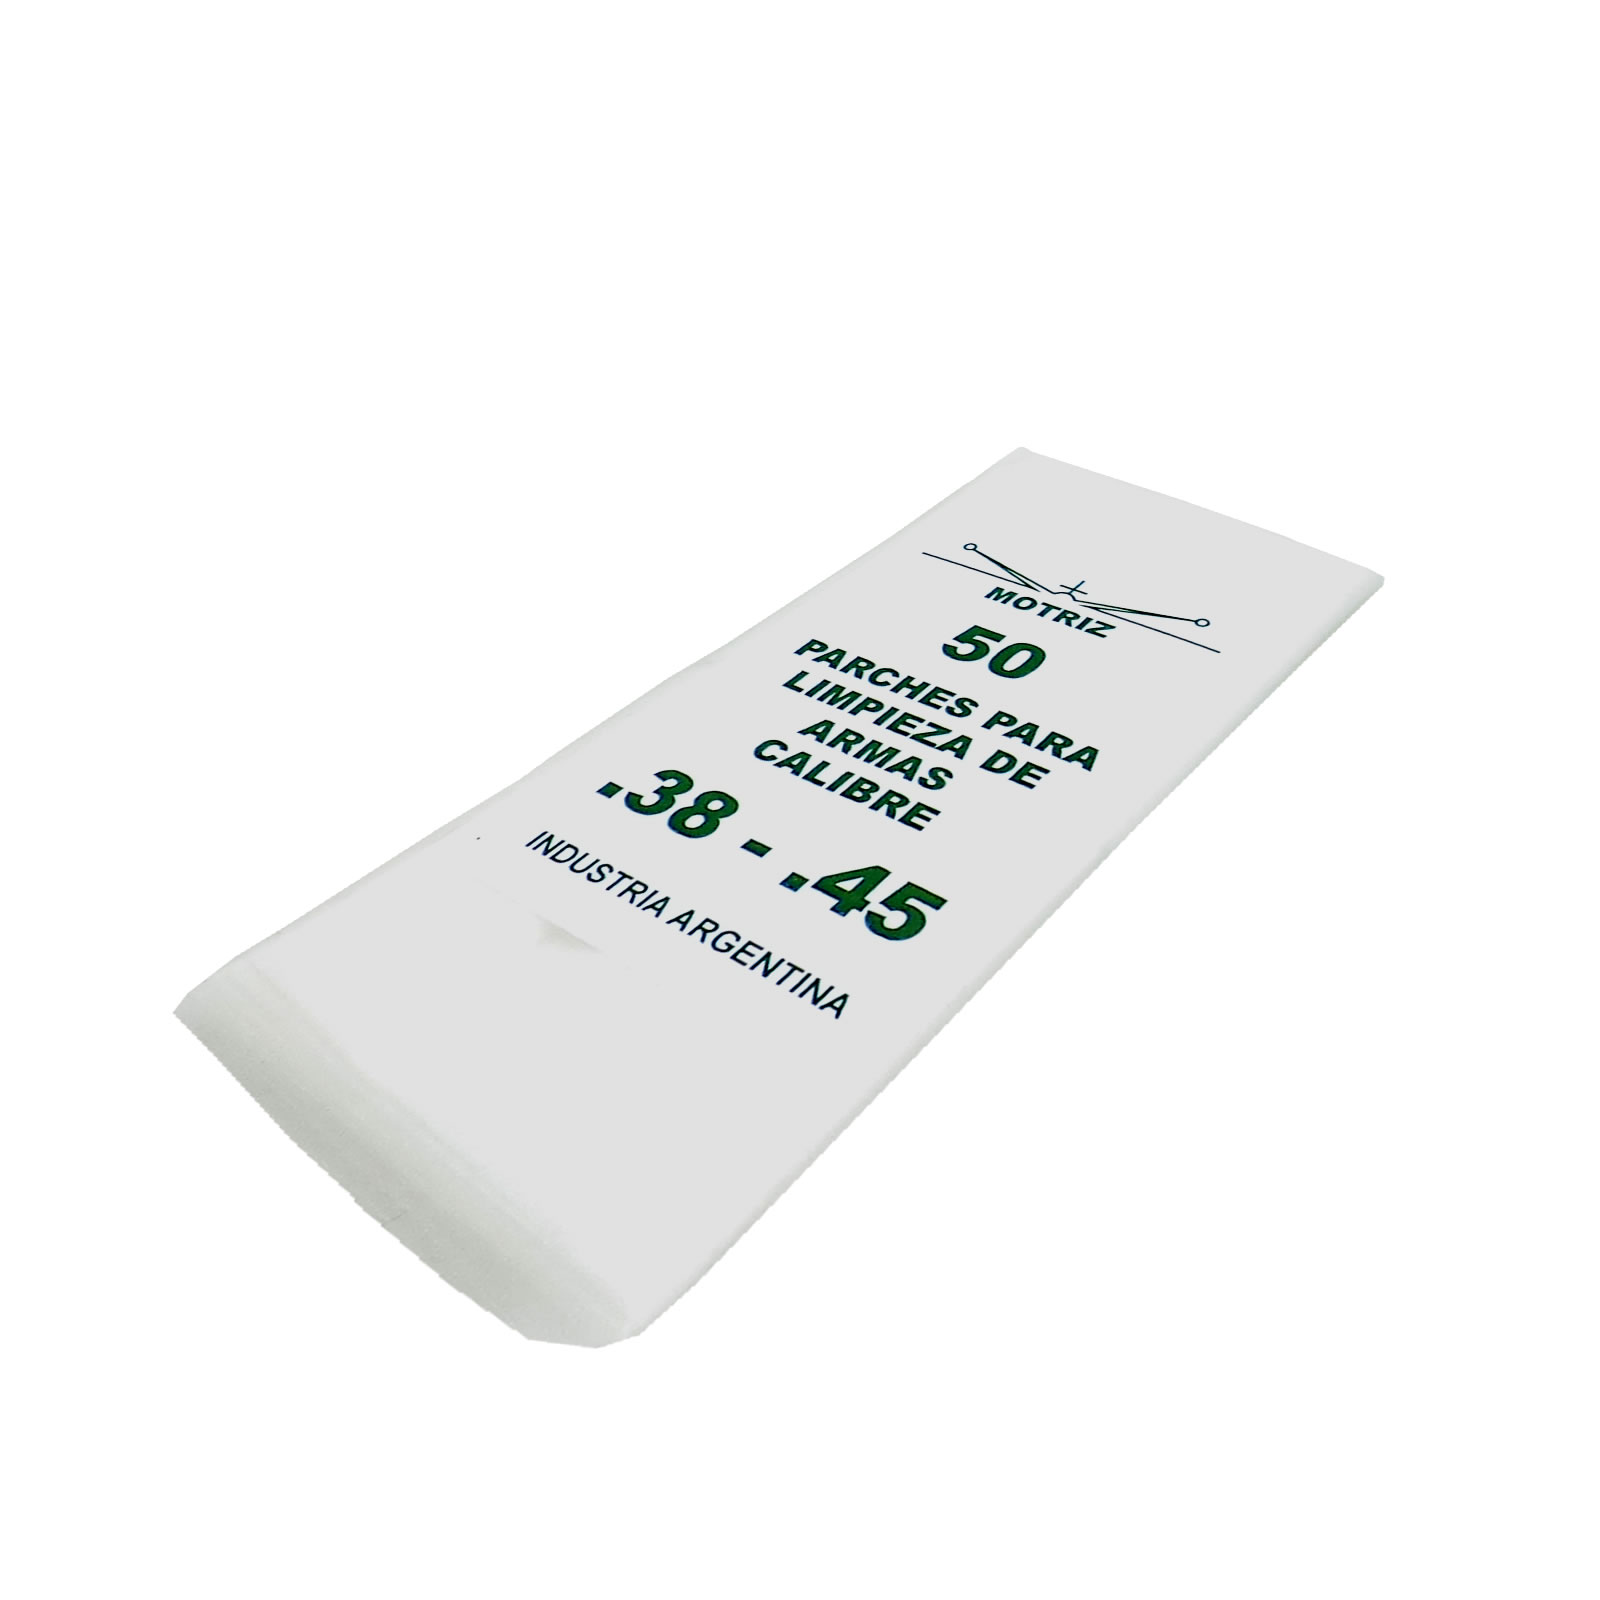 MOTRIZ
50
PARCHES PARA
LIMPIEZA DE
ARMAS
CALIBRE
.38 - .45
INDUSTRIA ARGENTINA